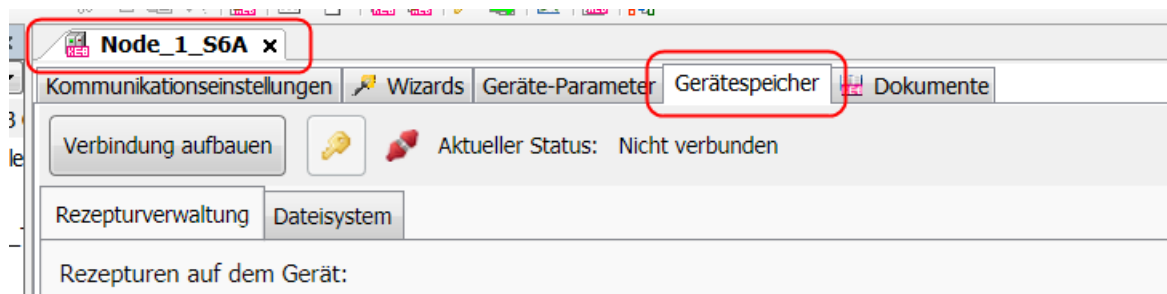 Node_1_S6A x
Kommunikationseinstellungen Wizards Geräte-Parameter Gerätespeicher Dokumente
Verbindung aufbauen Aktueller Status: Nicht verbunden
Rezepturverwaltung Dateisystem
Rezepturen auf dem Gerät: